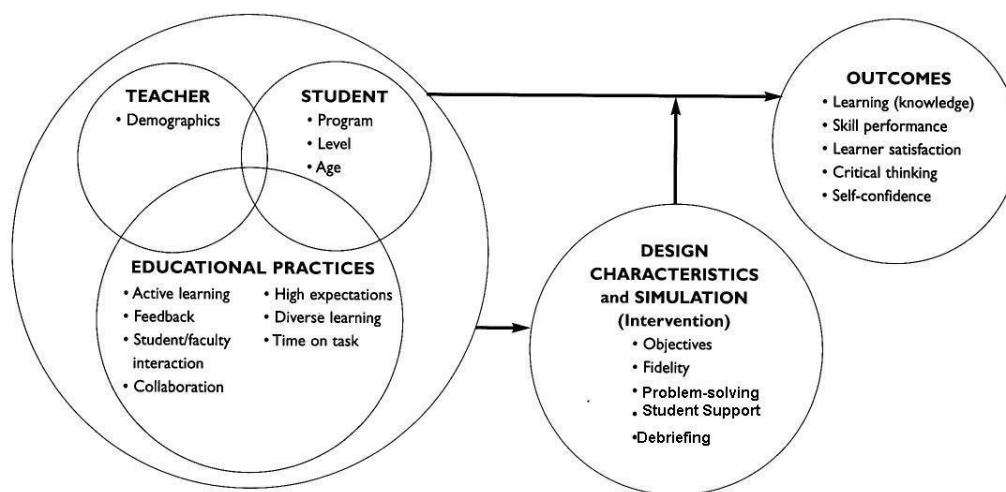 TEACHER
• Demographics
STUDENT
• Program
• Level
• Age
EDUCATIONAL PRACTICES
• Active learning
• Feedback
• Student/faculty
interaction
• Collaboration
• High expectations
• Diverse learning
• Time on task
DESIGN
CHARACTERISTICS
and SIMULATION
(Intervention)
• Objectives
• Fidelity
• Problem-solving
• Student Support
•Debriefing
OUTCOMES
• Learning (knowledge)
• Skill performance
• Learner satisfaction
• Critical thinking
• Self-confidence